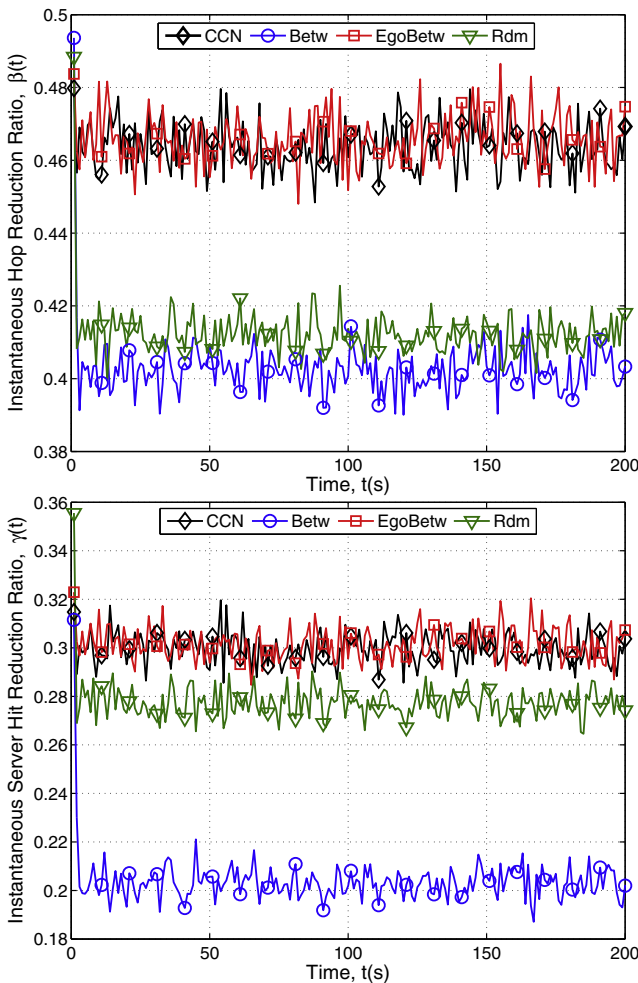 CCN Betw EgoBetw Rdm
Instantaneous Hop Reduction Ratio, β(t)
0.5
0.48
0.46
0.44
0.42
0.4
0.38
0 50 100 150 200
Time, t(s)
CCN Betw EgoBetw Rdm
Instantaneous Server Hit Reduction Ratio, γ(t)
0.36
0.34
0.32
0.3
0.28
0.26
0.24
0.22
0.2
0.18
0 50 100 150 200
Time, t(s)